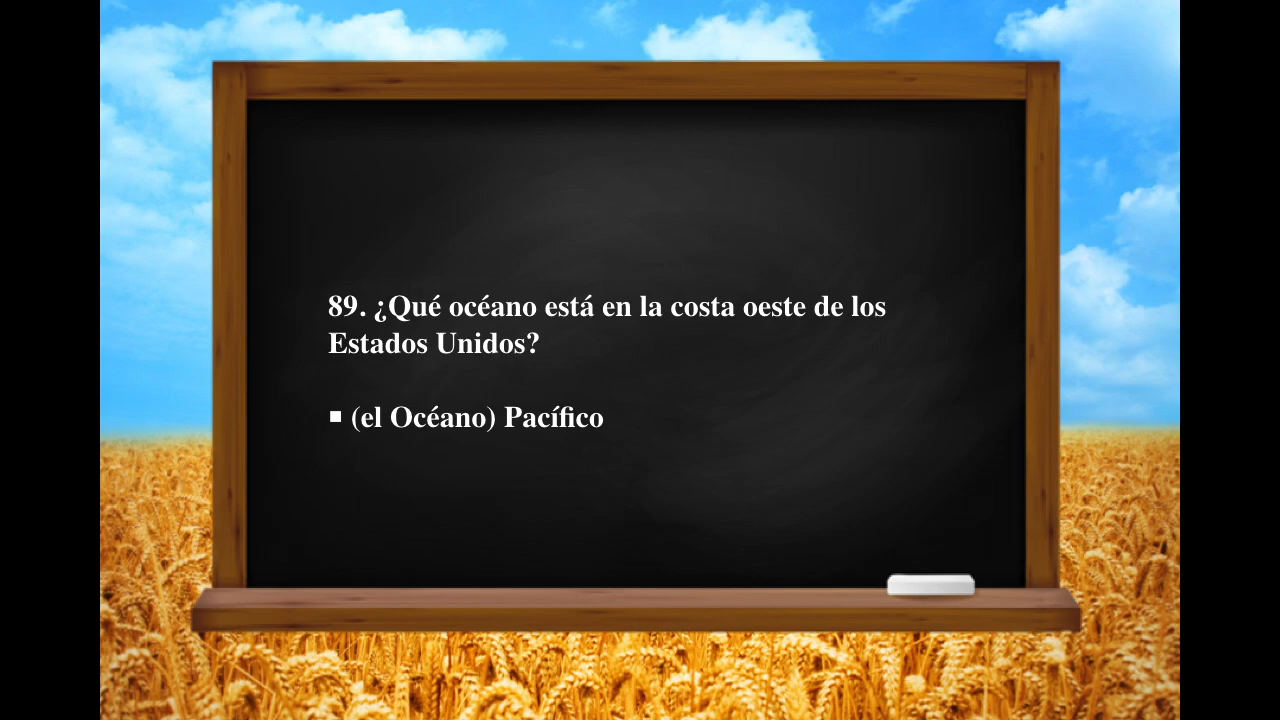 89. ¿Qué océano está en la costa oeste de los
Estados Unidos?
▪ (el Océano) Pacífico